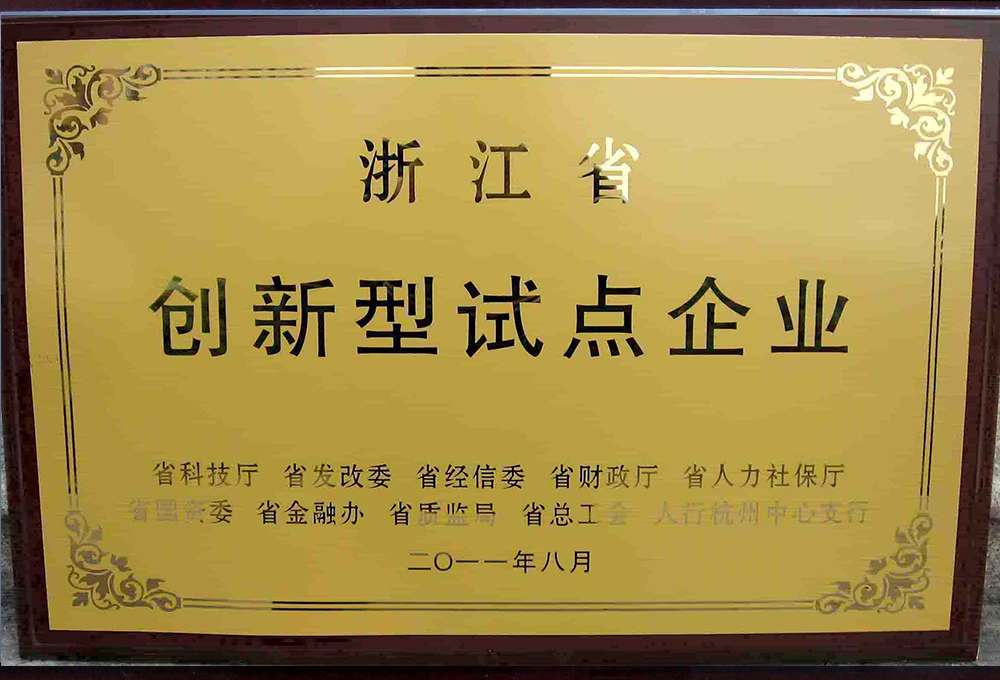 浙江省
创新型试点企业
省科技厅 省发改委 省经信委 省财政厅 省人力社保厅
省国资委 省金融办 省质监局 省总工会 人行杭州中心支行
二〇一一年八月